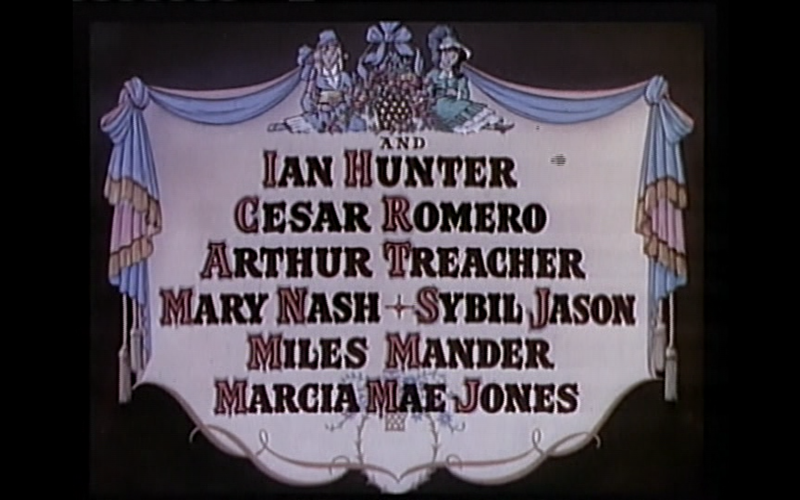 AND
IAN HUNTER
CESAR ROMERO
ARTHUR TREACHER
MARY NASH + SYBIL JASON
MILES MANDER
MARCIA MAE JONES